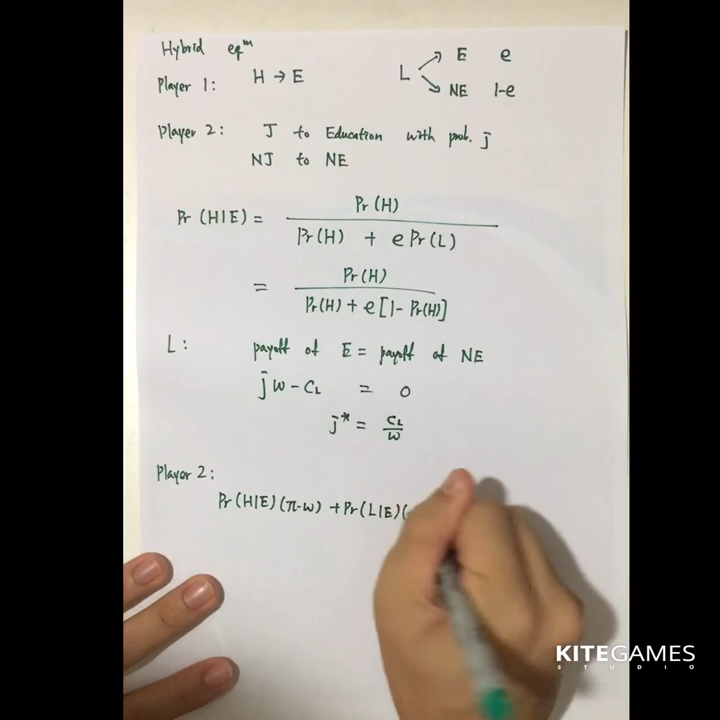 Hybrid eqᵐ
Player 1: H → E L E e
NE 1-e
Player 2: J to Education with prob. j
NJ to NE
Pr (H|E) = Pr (H) / Pr(H) + e Pr (L)
= Pr (H) / Pr(H) + e [1- Pr(H)]
L: payoff of E = payoff of NE
j w - CL = 0
j* = CL / w
Player 2:
Pr (H|E) (π-w) + Pr (L|E) (
KITEGAMES
STUDIO